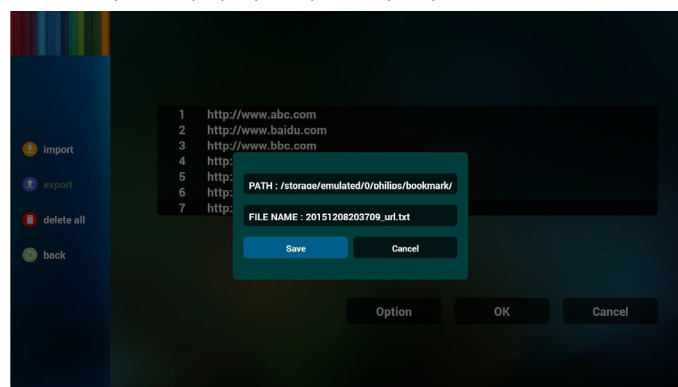 import
export
delete all
back
1 http://www.abc.com
2 http://www.baidu.com
3 http://www.bbc.com
4 http:
5 http:
6 http:
7 http:
PATH : /storage/emulated/0/philips/bookmark/
FILE NAME : 20151208203709_url.txt
Save Cancel
Option OK Cancel